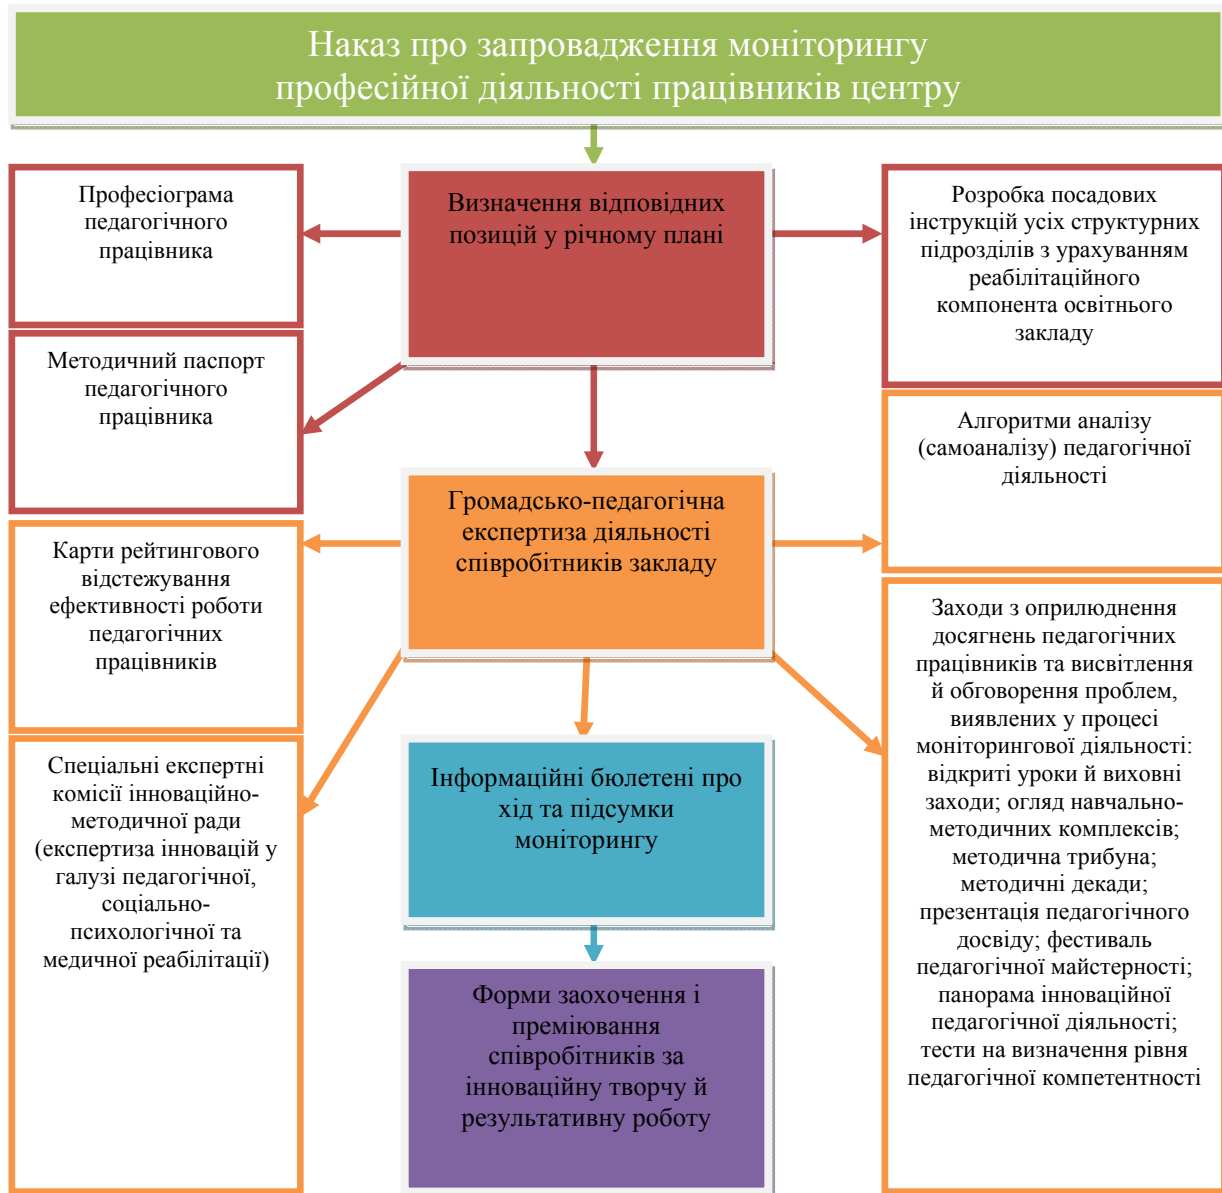 Наказ про запровадження моніторингу
професійної діяльності працівників центру
Професіограма
педагогічного
працівника
Визначення відповідних
позицій у річному плані
Розробка посадових
інструкцій усіх структурних
підрозділів з урахуванням
реабілітаційного
компонента освітнього
закладу
Методичний паспорт
педагогічного
працівника
Алгоритми аналізу
(самоаналізу) педагогічної
діяльності
Громадсько-педагогічна
експертиза діяльності
співробітників закладу
Карти рейтингового
відстежування
ефективності роботи
педагогічних
працівників
Заходи з оприлюднення
досягнень педагогічних
працівників та висвітлення
й обговорення проблем,
виявлених у процесі
моніторингової діяльності:
відкриті уроки й виховні
заходи; огляд навчально-
методичних комплексів;
методична трибуна;
методичні декади;
презентація педагогічного
досвіду; фестиваль
педагогічної майстерності;
панорама інноваційної
педагогічної діяльності;
тести на визначення рівня
педагогічної компетентності
Спеціальні експертні
комісії інноваційно-
методичної ради
(експертиза інновацій у
галузі педагогічної,
соціально-
психологічної та
медичної реабілітації)
Інформаційні бюлетені про
хід та підсумки
моніторингу
Форми заохочення і
преміювання
співробітників за
інноваційну творчу й
результативну роботу